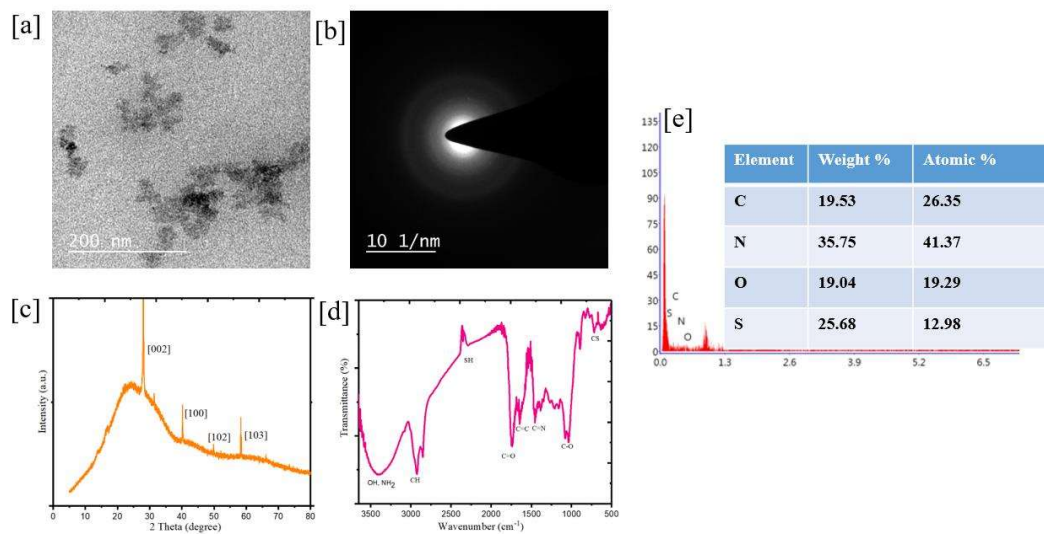 [a]
200 nm
[b]
10 1/nm
[c]
Intensity (a.u.)
[002]
[100]
[102]
[103]
0 10 20 30 40 50 60 70 80
2 Theta (degree)
[d]
Transmittance (%)
OH, NH2
CH
SH
C=O
C=C
C=N
C-O
CS
3500 3000 2500 2000 1500 1000 500
Wavenumber (cm-1)
[e]
135
120
105
90
75
60
45
30
15
0
C
S
N
O
0.0 1.3 2.6 3.9 5.2 6.5
Element Weight % Atomic %
C 19.53 26.35
N 35.75 41.37
O 19.04 19.29
S 25.68 12.98